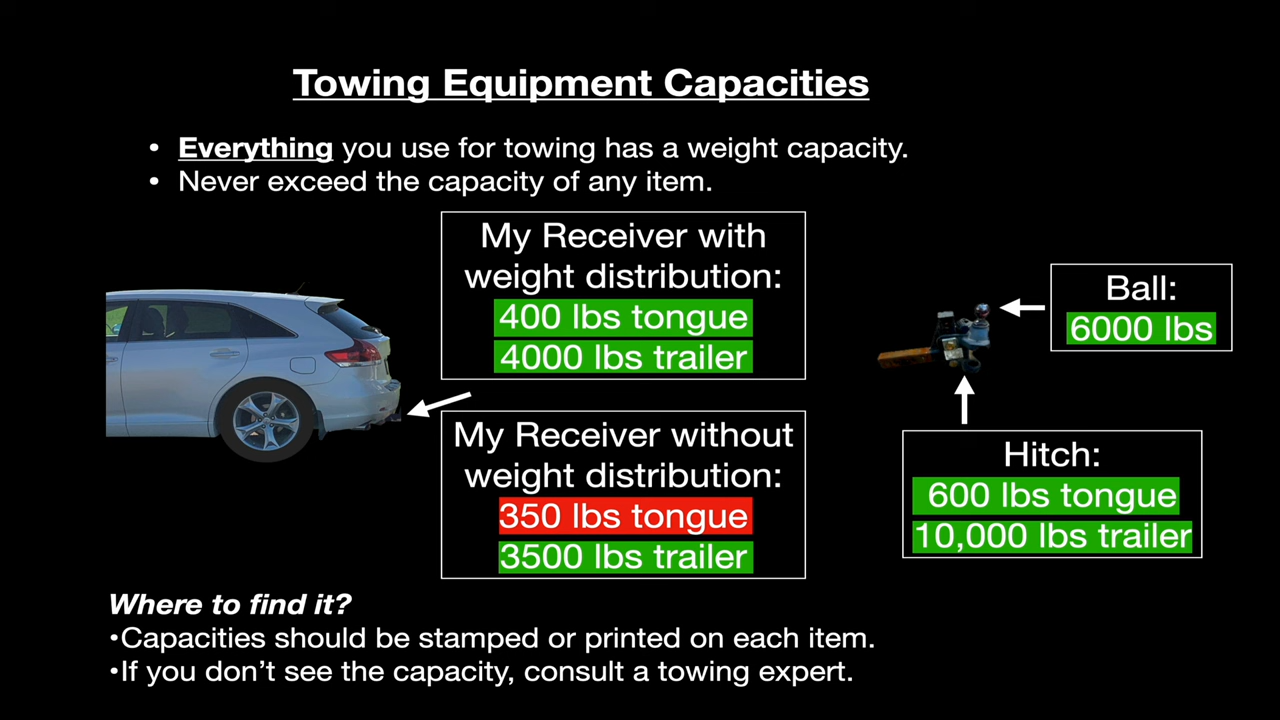 Towing Equipment Capacities
• Everything you use for towing has a weight capacity.
• Never exceed the capacity of any item.
My Receiver with
weight distribution:
400 lbs tongue
4000 lbs trailer
My Receiver without
weight distribution:
350 lbs tongue
3500 lbs trailer
Ball:
6000 lbs
Hitch:
600 lbs tongue
10,000 lbs trailer
Where to find it?
•Capacities should be stamped or printed on each item.
•If you don’t see the capacity, consult a towing expert.